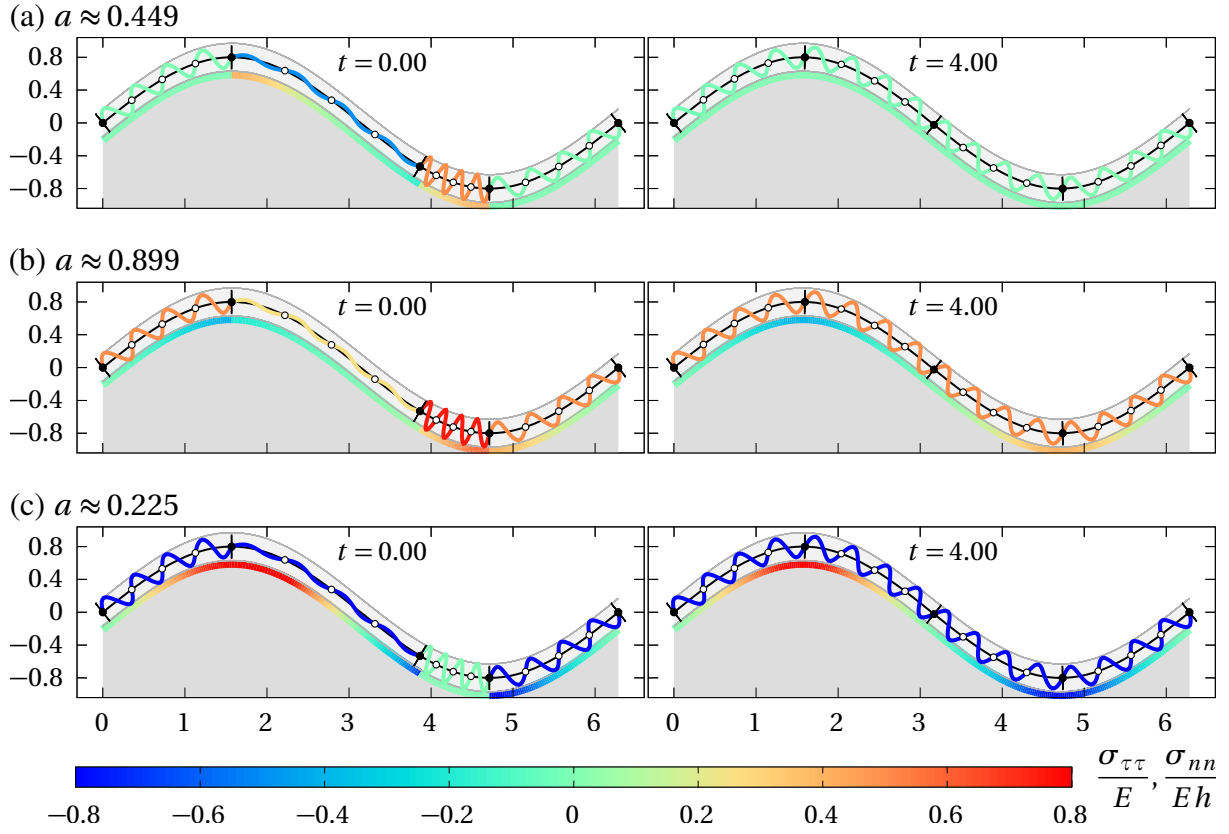 (a) a ≈ 0.449
t = 0.00
t = 4.00
0.8
0.4
0
−0.4
−0.8
(b) a ≈ 0.899
t = 0.00
t = 4.00
0.8
0.4
0
−0.4
−0.8
(c) a ≈ 0.225
t = 0.00
t = 4.00
0.8
0.4
0
−0.4
−0.8
0 1 2 3 4 5 6
0 1 2 3 4 5 6
−0.8 −0.6 −0.4 −0.2 0 0.2 0.4 0.6 0.8
σττ/E, σnn/Eh